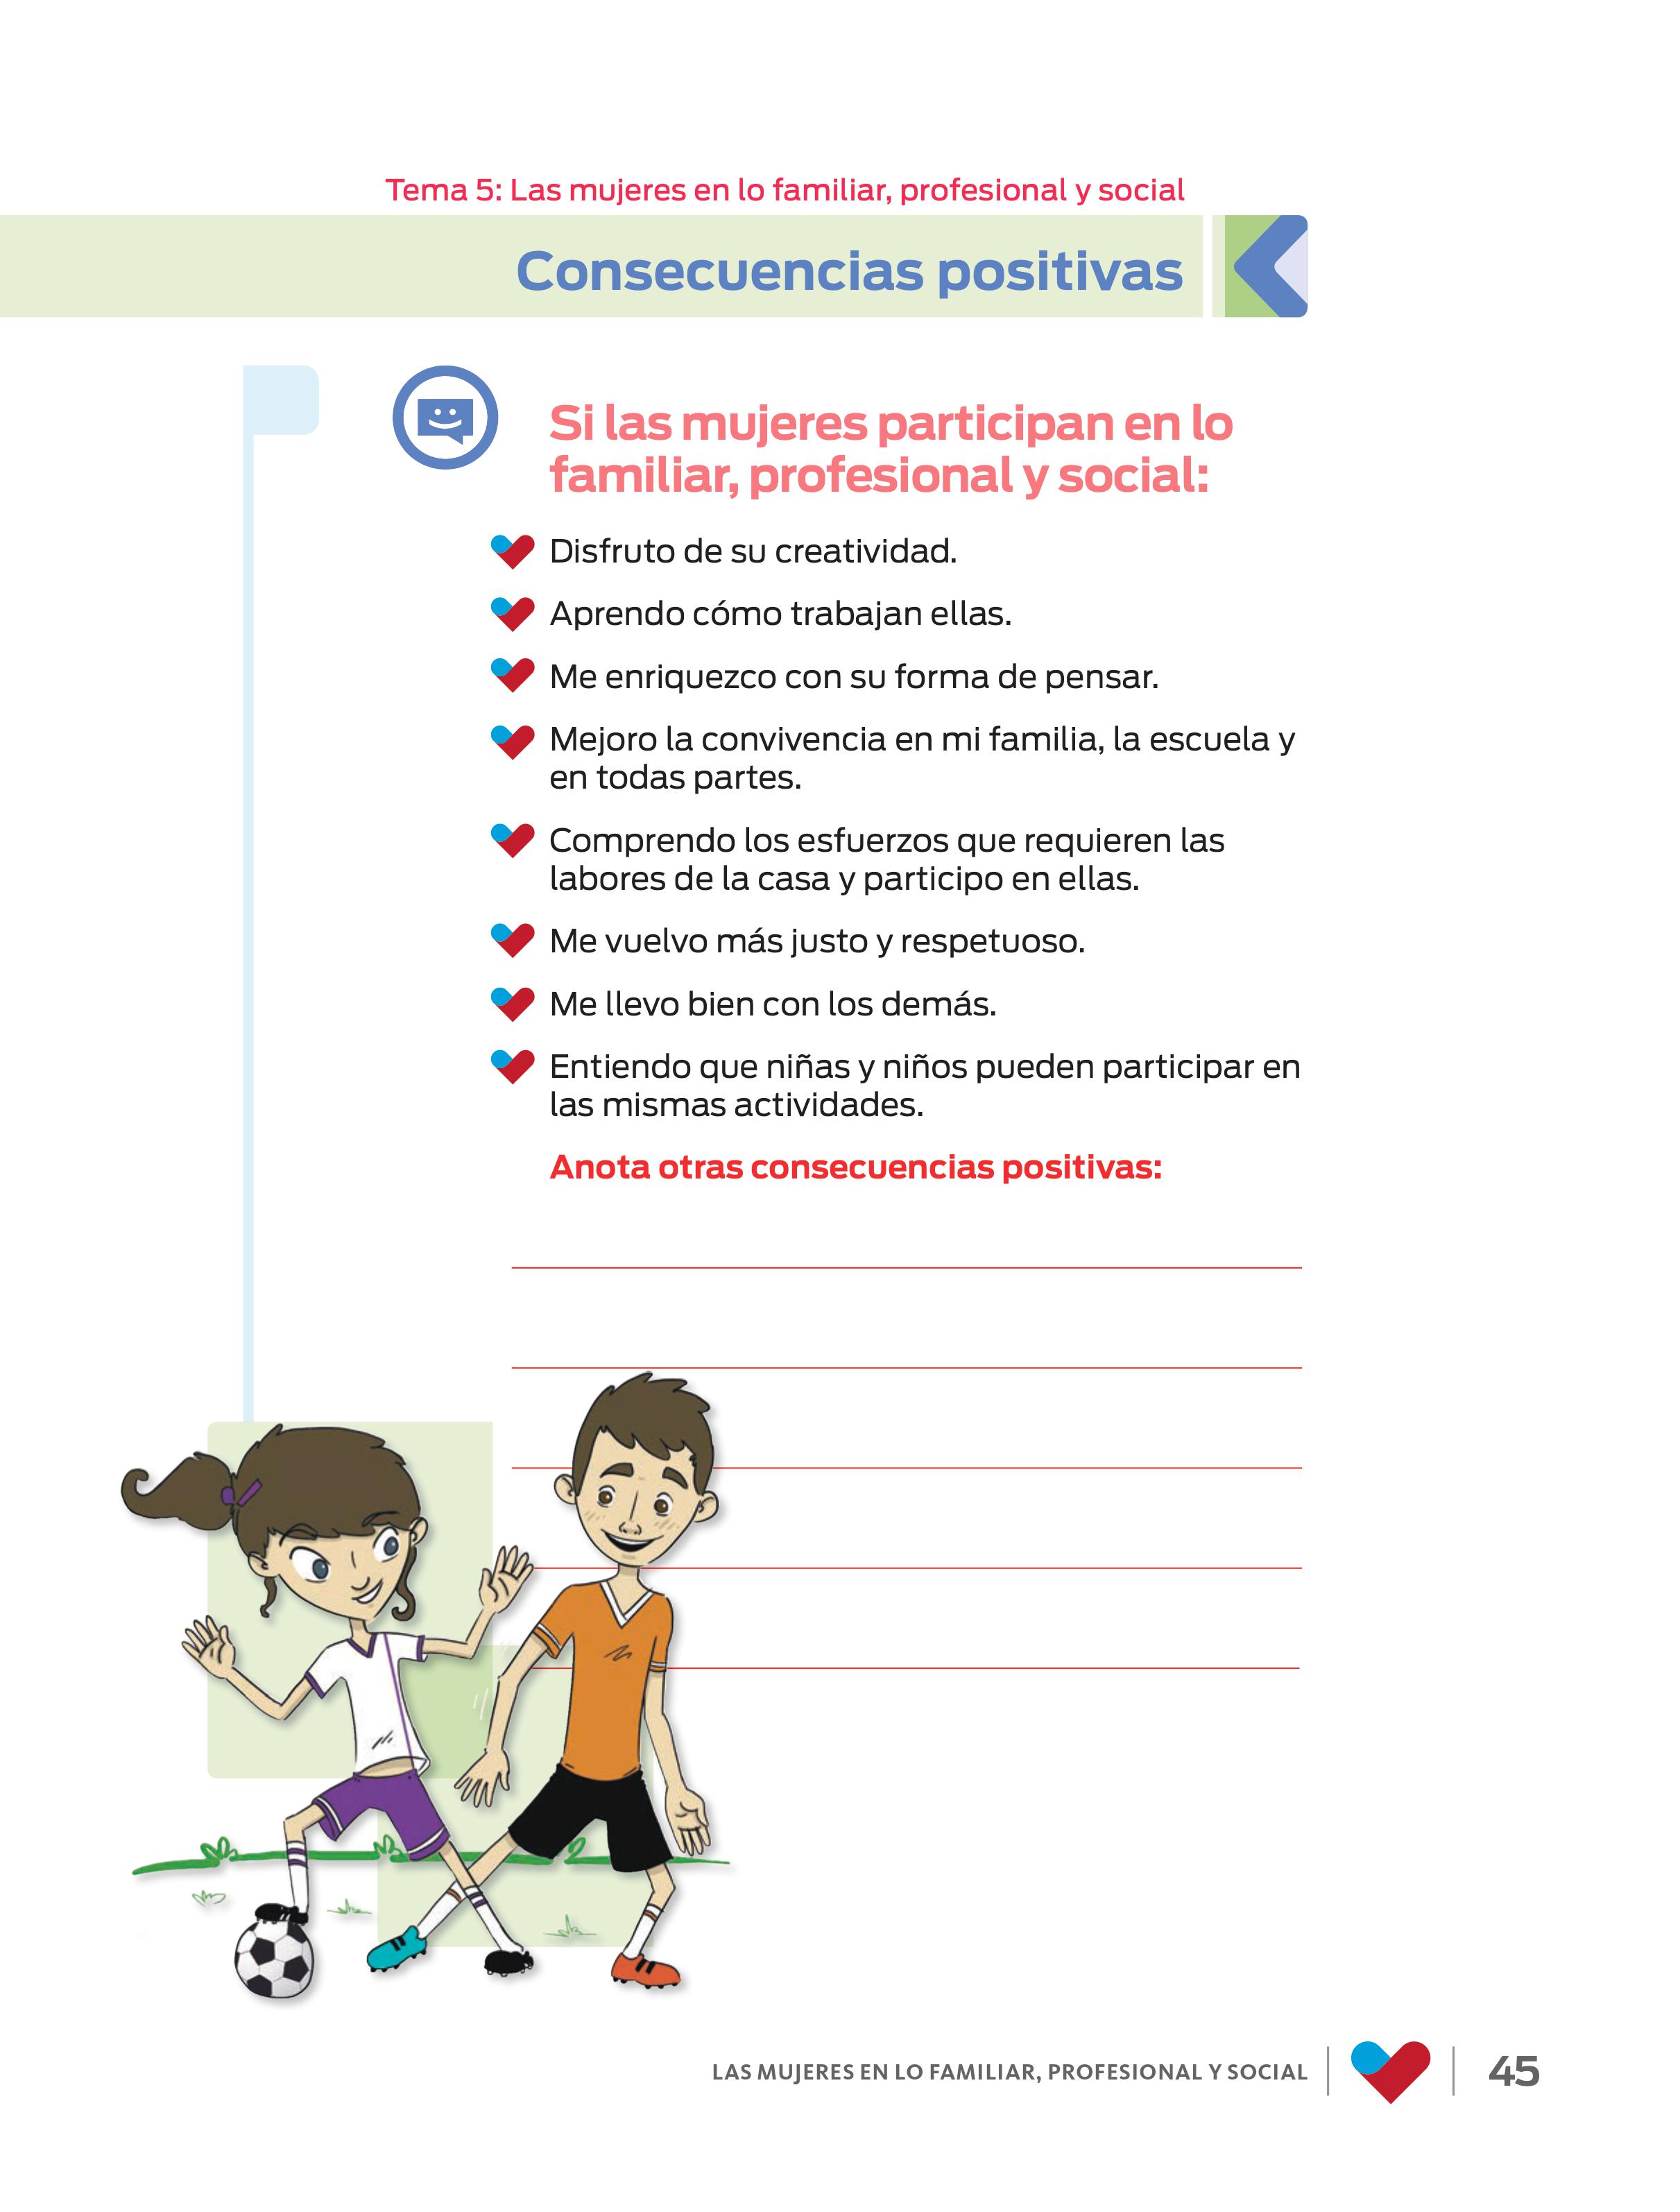 Tema 5: Las mujeres en lo familiar, profesional y social
Consecuencias positivas
Si las mujeres participan en lo
familiar, profesional y social:
Disfruto de su creatividad.
Aprendo cómo trabajan ellas.
Me enriquezco con su forma de pensar.
Mejoro la convivencia en mi familia, la escuela y
en todas partes.
Comprendo los esfuerzos que requieren las
labores de la casa y participo en ellas.
Me vuelvo más justo y respetuoso.
Me llevo bien con los demás.
Entiendo que niñas y niños pueden participar en
las mismas actividades.
Anota otras consecuencias positivas:
LAS MUJERES EN LO FAMILIAR, PROFESIONAL Y SOCIAL
45